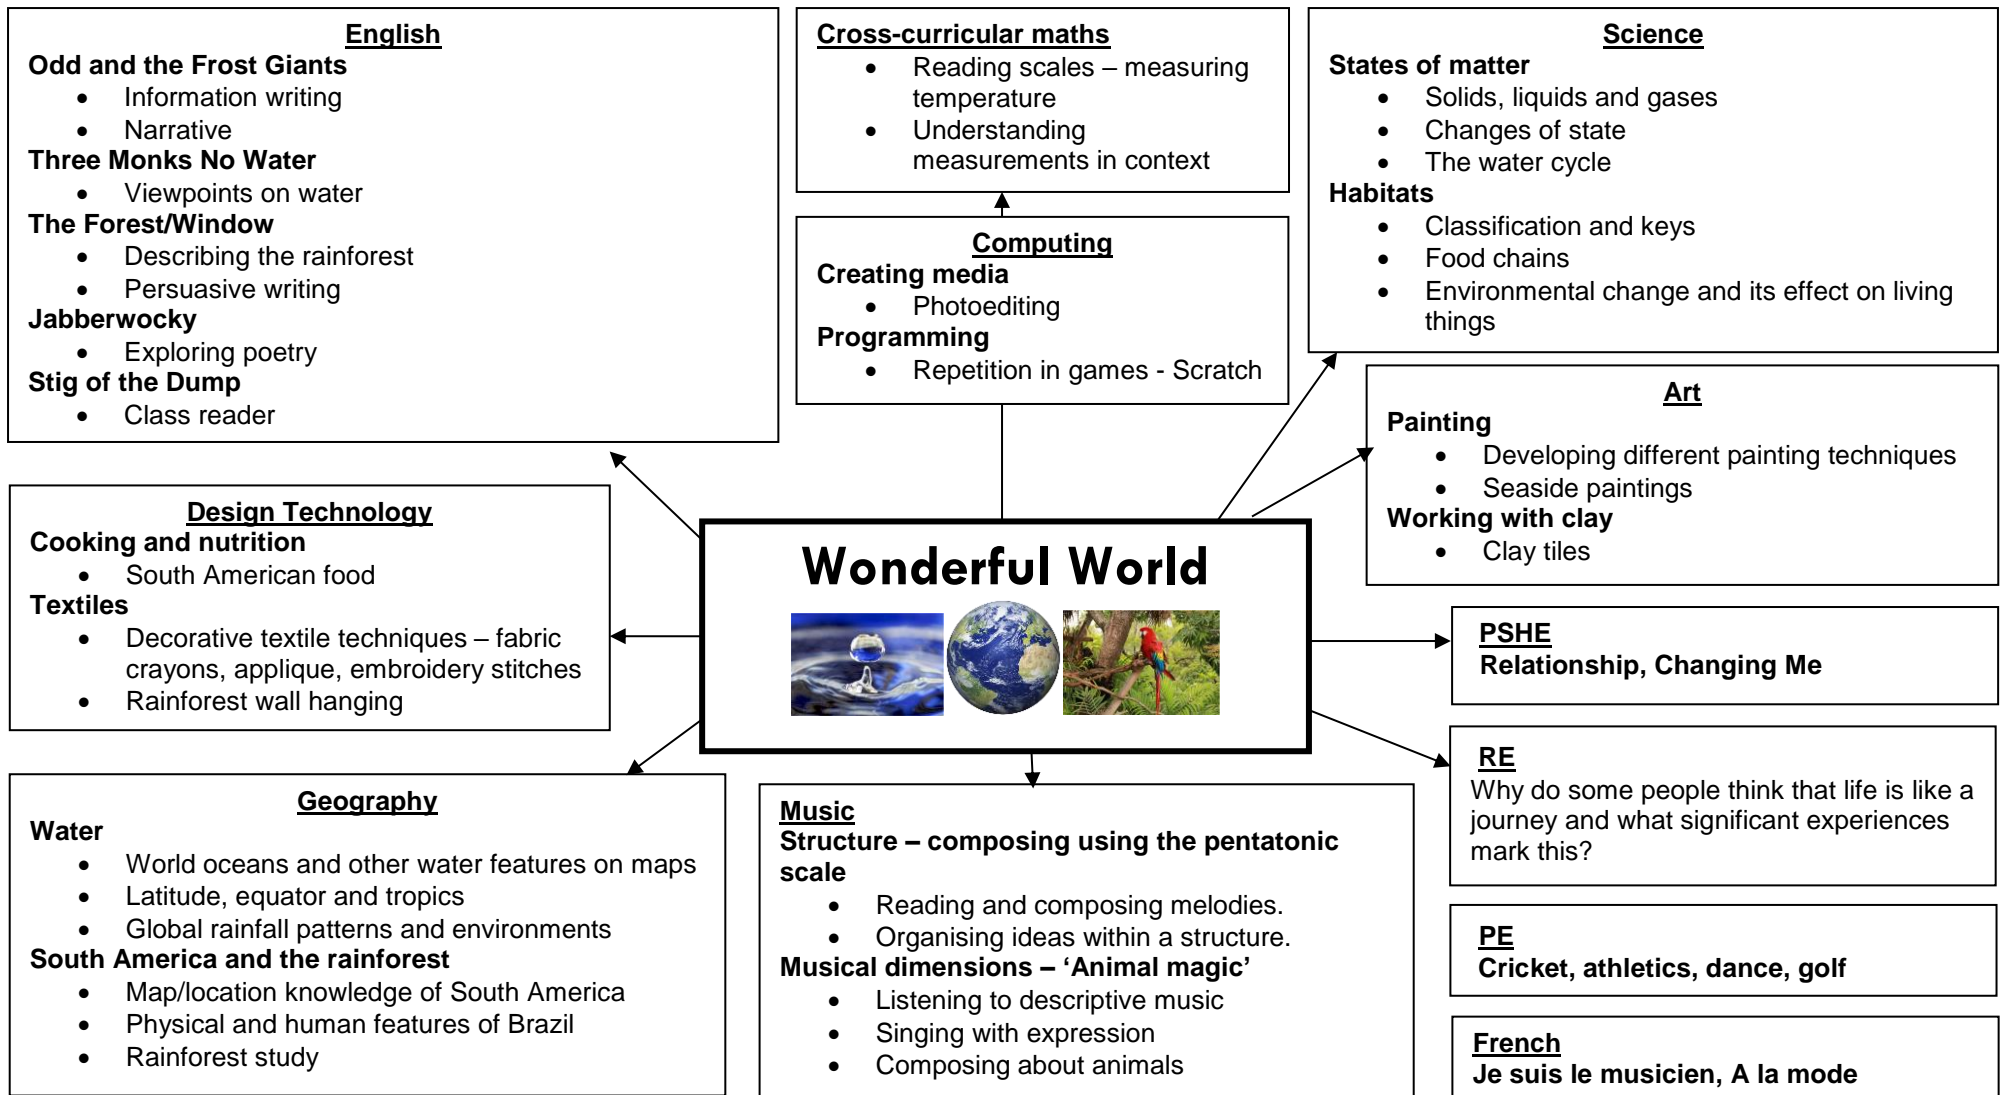 English
Odd and the Frost Giants
• Information writing
• Narrative
Three Monks No Water
• Viewpoints on water
The Forest/Window
• Describing the rainforest
• Persuasive writing
Jabberwocky
• Exploring poetry
Stig of the Dump
• Class reader
Cross-curricular maths
• Reading scales – measuring
temperature
• Understanding
measurements in context
Computing
Creating media
• Photoediting
Programming
• Repetition in games - Scratch
Science
States of matter
• Solids, liquids and gases
• Changes of state
• The water cycle
Habitats
• Classification and keys
• Food chains
• Environmental change and its effect on living
things
Art
Painting
• Developing different painting techniques
• Seaside paintings
Working with clay
• Clay tiles
Design Technology
Cooking and nutrition
• South American food
Textiles
• Decorative textile techniques – fabric
crayons, applique, embroidery stitches
• Rainforest wall hanging
Wonderful World
PSHE
Relationship, Changing Me
RE
Why do some people think that life is like a
journey and what significant experiences
mark this?
Geography
Water
• World oceans and other water features on maps
• Latitude, equator and tropics
• Global rainfall patterns and environments
South America and the rainforest
• Map/location knowledge of South America
• Physical and human features of Brazil
• Rainforest study
Music
Structure – composing using the pentatonic
scale
• Reading and composing melodies.
• Organising ideas within a structure.
Musical dimensions – ‘Animal magic’
• Listening to descriptive music
• Singing with expression
• Composing about animals
PE
Cricket, athletics, dance, golf
French
Je suis le musicien, A la mode